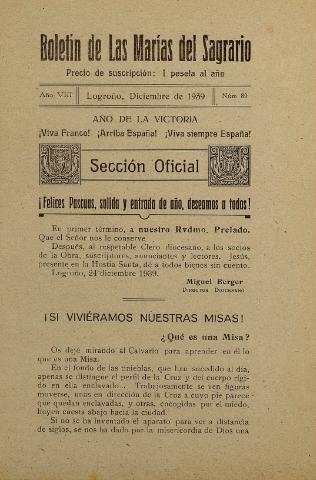 Boletín de Las Marías del Sagrario
Precio de suscripción: 1 peseta al año
Año VIII Logroño, Diciembre de 1939 Núm 80
AÑO DE LA VICTORIA
¡Viva Franco! ¡Arriba España! ¡Viva siempre España!
Sección Oficial
¡Felices Pascuas, salida y entrada de año, deseamos a todos!
En primer término, a nuestro Rvdmo. Prelado.
Que el Señor nos le conserve
Después, al respetable Clero diocesano, a los socios
de la Obra, suscriptores, anunciantes y lectores. Jesús,
presente en la Hostia Santa, dé a todos bienes sin cuento.
Logroño, 24 diciembre 1939.
Miguel Berger
Director Diocesano
¡SI VIVIÉRAMOS NUESTRAS MISAS!
¿Qué es una Misa?
Os dejé mirando al Calvario para aprender en él lo
que es una Misa.
En el fondo de las tinieblas, que han sucedido al día,
apenas se distingue el perfil de la Cruz y del cuerpo rígi-
do en ella enclavado... Trabajosamente se ven figuras
moverse, unas en dirección de la Cruz a cuyo pie parece
que quedan enclavadas, y otras, encogidas por el miedo,
huyen cuesta abajo hacia la ciudad.
Si no se ha inventado el aparato para ver a distancia
de siglos, se nos ha dado por la misericordia de Dios una